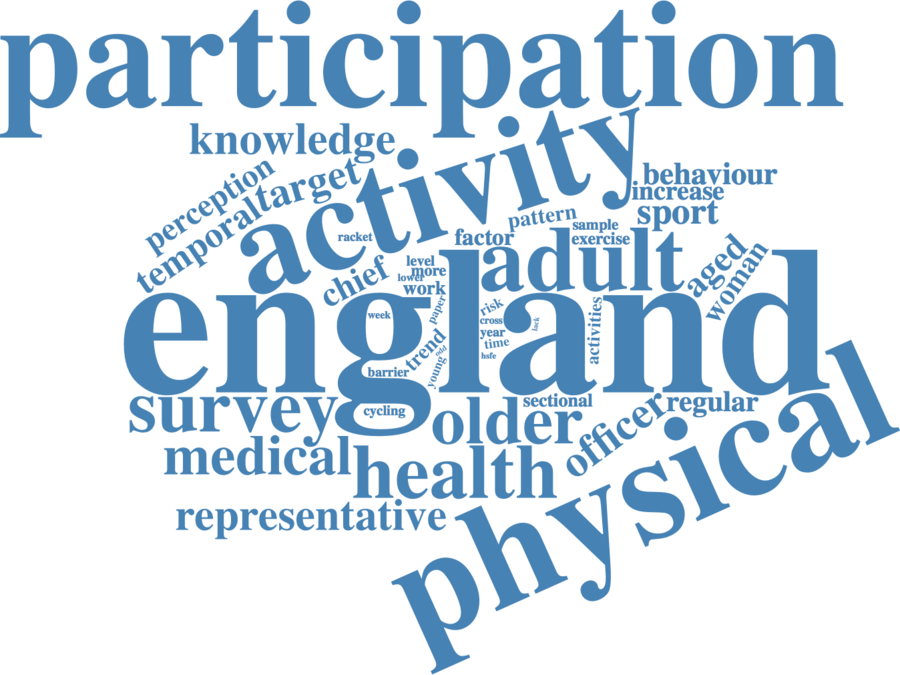 participation
knowledge
activity
perception
target
temporal
behaviour
increase
sport
pattern
sample
exercise
factor
racket
adult
aged
woman
level
more
lower
work
chief
england
week
paper
risk
cross
year
time
hsfe
lack
activities
trend
odd
young
barrier
cycling
survey
older
sectional
officer
regular
medical
health
physical
representative